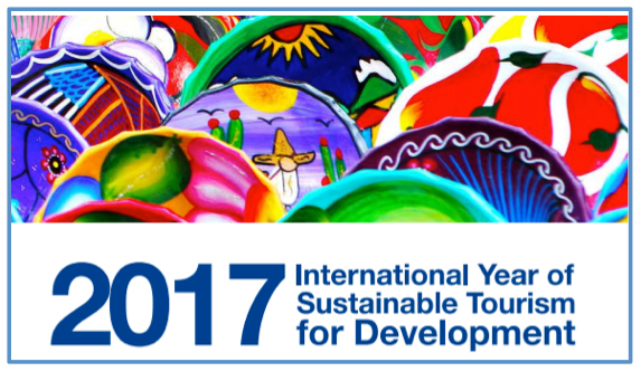 2017
International Year of
Sustainable Tourism
for Development